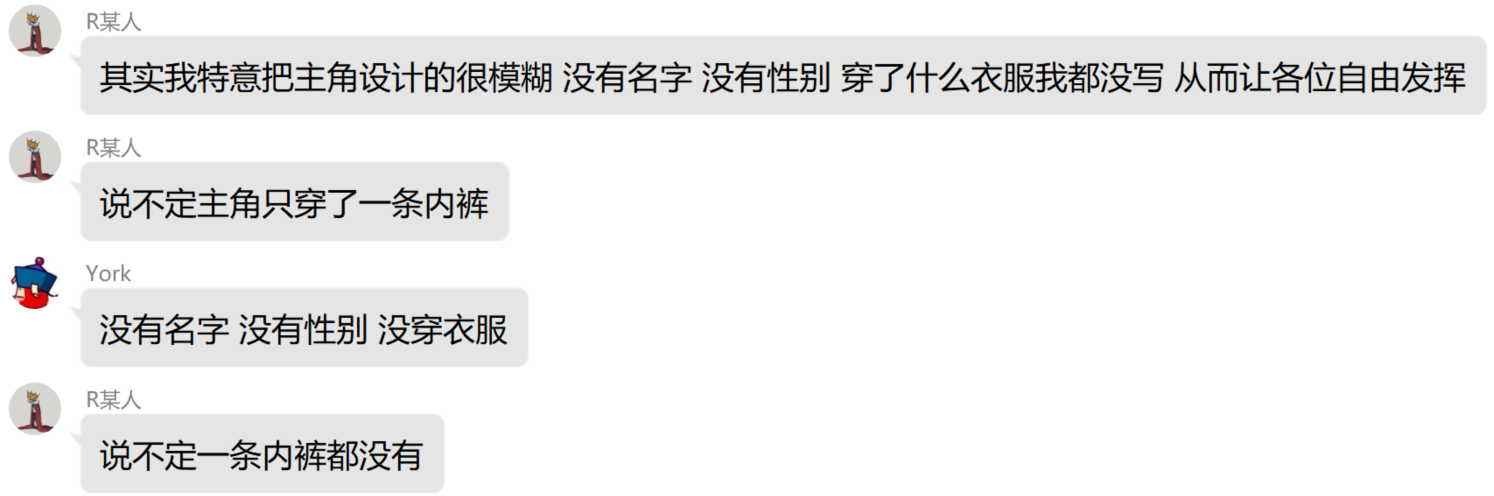 R某人
其实我特意把主角设计的很模糊 没有名字 没有性别 穿了什么衣服我都没写 从而让各位自由发挥
R某人
说不定主角只穿了一条内裤
York
没有名字 没有性别 没穿衣服
R某人
说不定一条内裤都没有